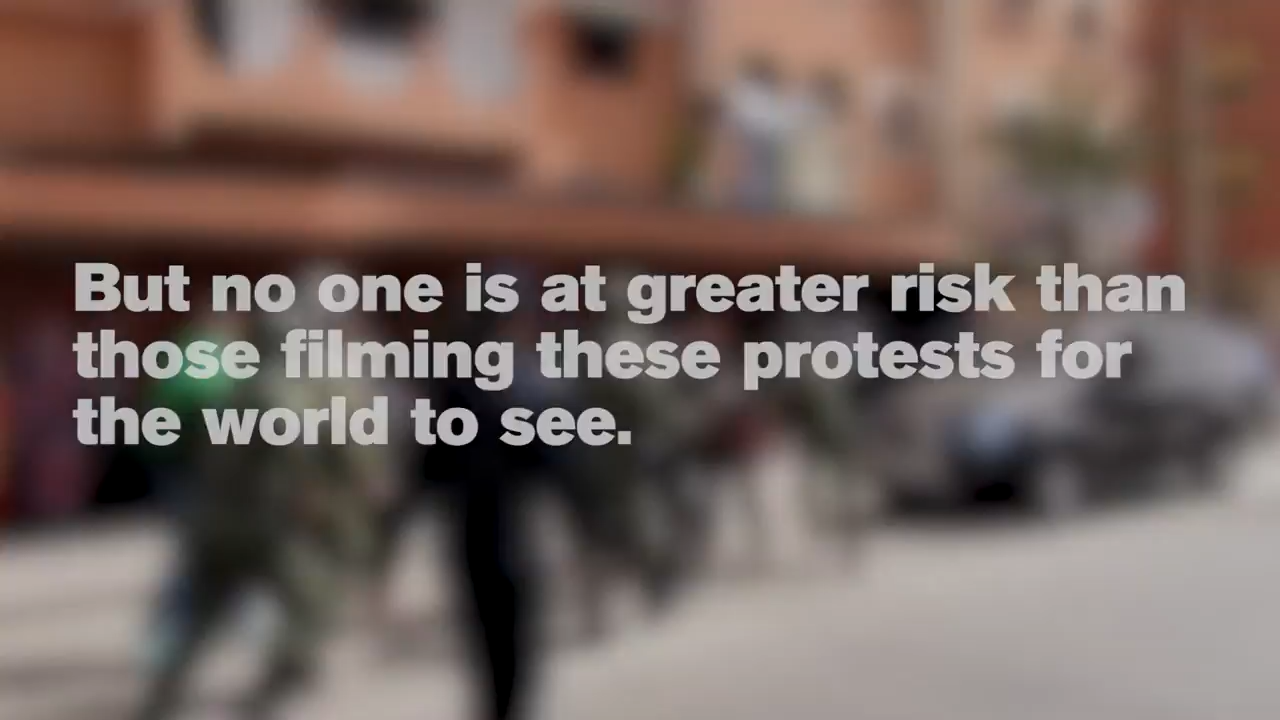 But no one is at greater risk than
those filming these protests for
the world to see.